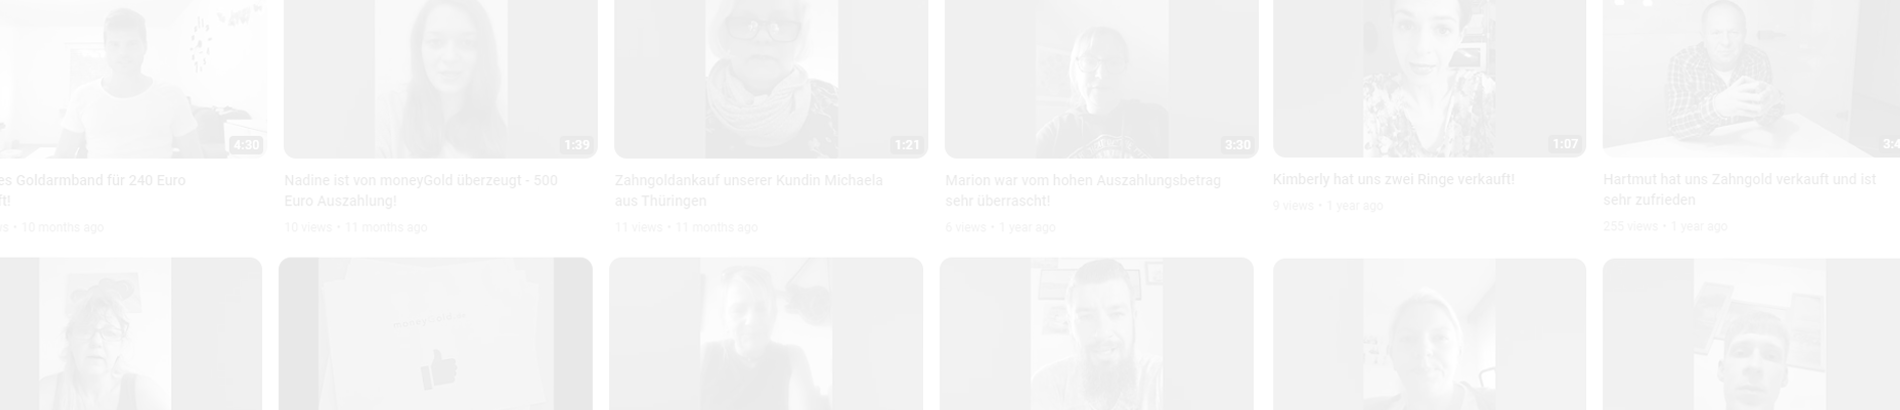 4:30
1:39
1:21
3:30
1:07
3:4
es Goldarmband für 240 Euro
ft!
s • 10 months ago
Nadine ist von moneyGold überzeugt - 500
Euro Auszahlung!
10 views • 11 months ago
Zahngoldankauf unserer Kundin Michaela
aus Thüringen
11 views • 11 months ago
Marion war vom hohen Auszahlungsbetrag
sehr überrascht!
6 views • 1 year ago
Kimberly hat uns zwei Ringe verkauft!
9 views • 1 year ago
Hartmut hat uns Zahngold verkauft und ist
sehr zufrieden
255 views • 1 year ago